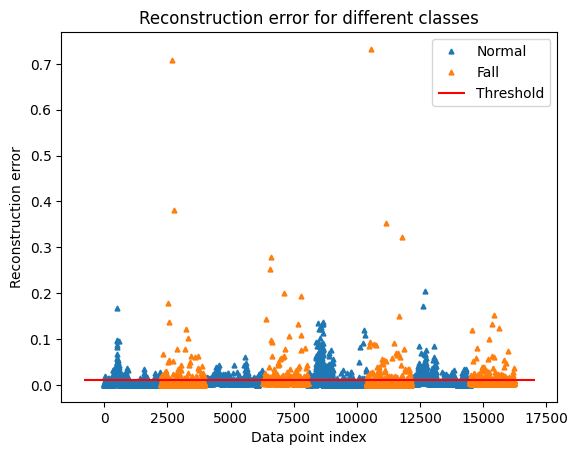 Reconstruction error for different classes
Normal
Fall
Threshold
Reconstruction error
0.7
0.6
0.5
0.4
0.3
0.2
0.1
0.0
0 2500 5000 7500 10000 12500 15000 17500
Data point index